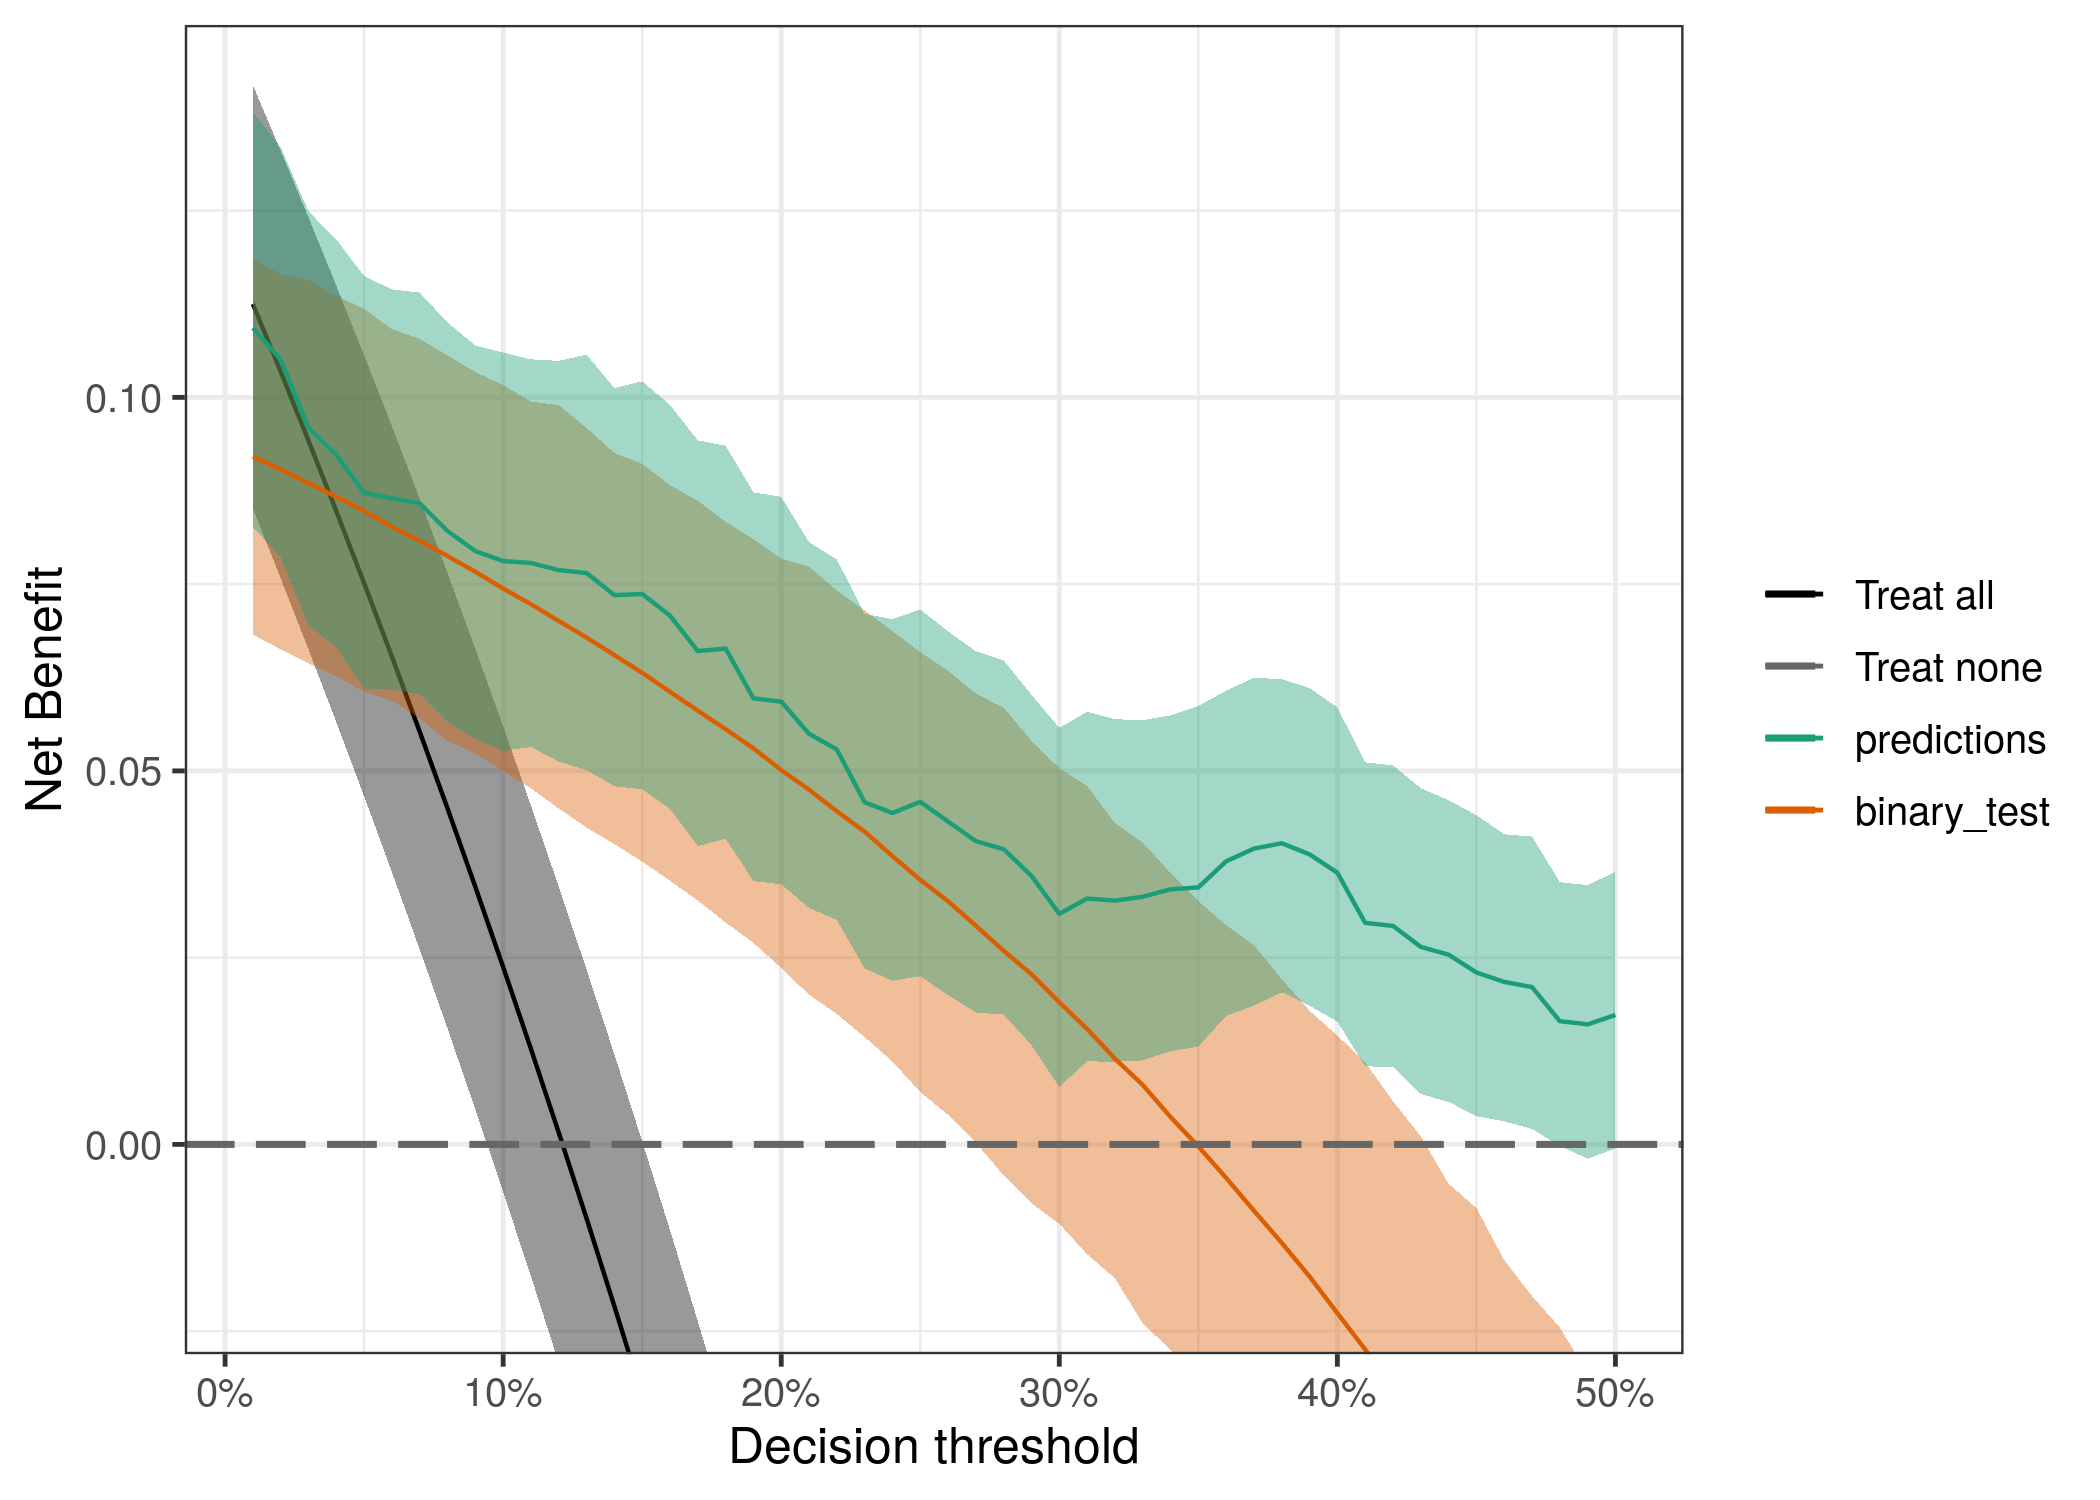 Net Benefit
0.10
0.05
0.00
0% 10% 20% 30% 40% 50%
Decision threshold
Treat all
Treat none
predictions
binary_test